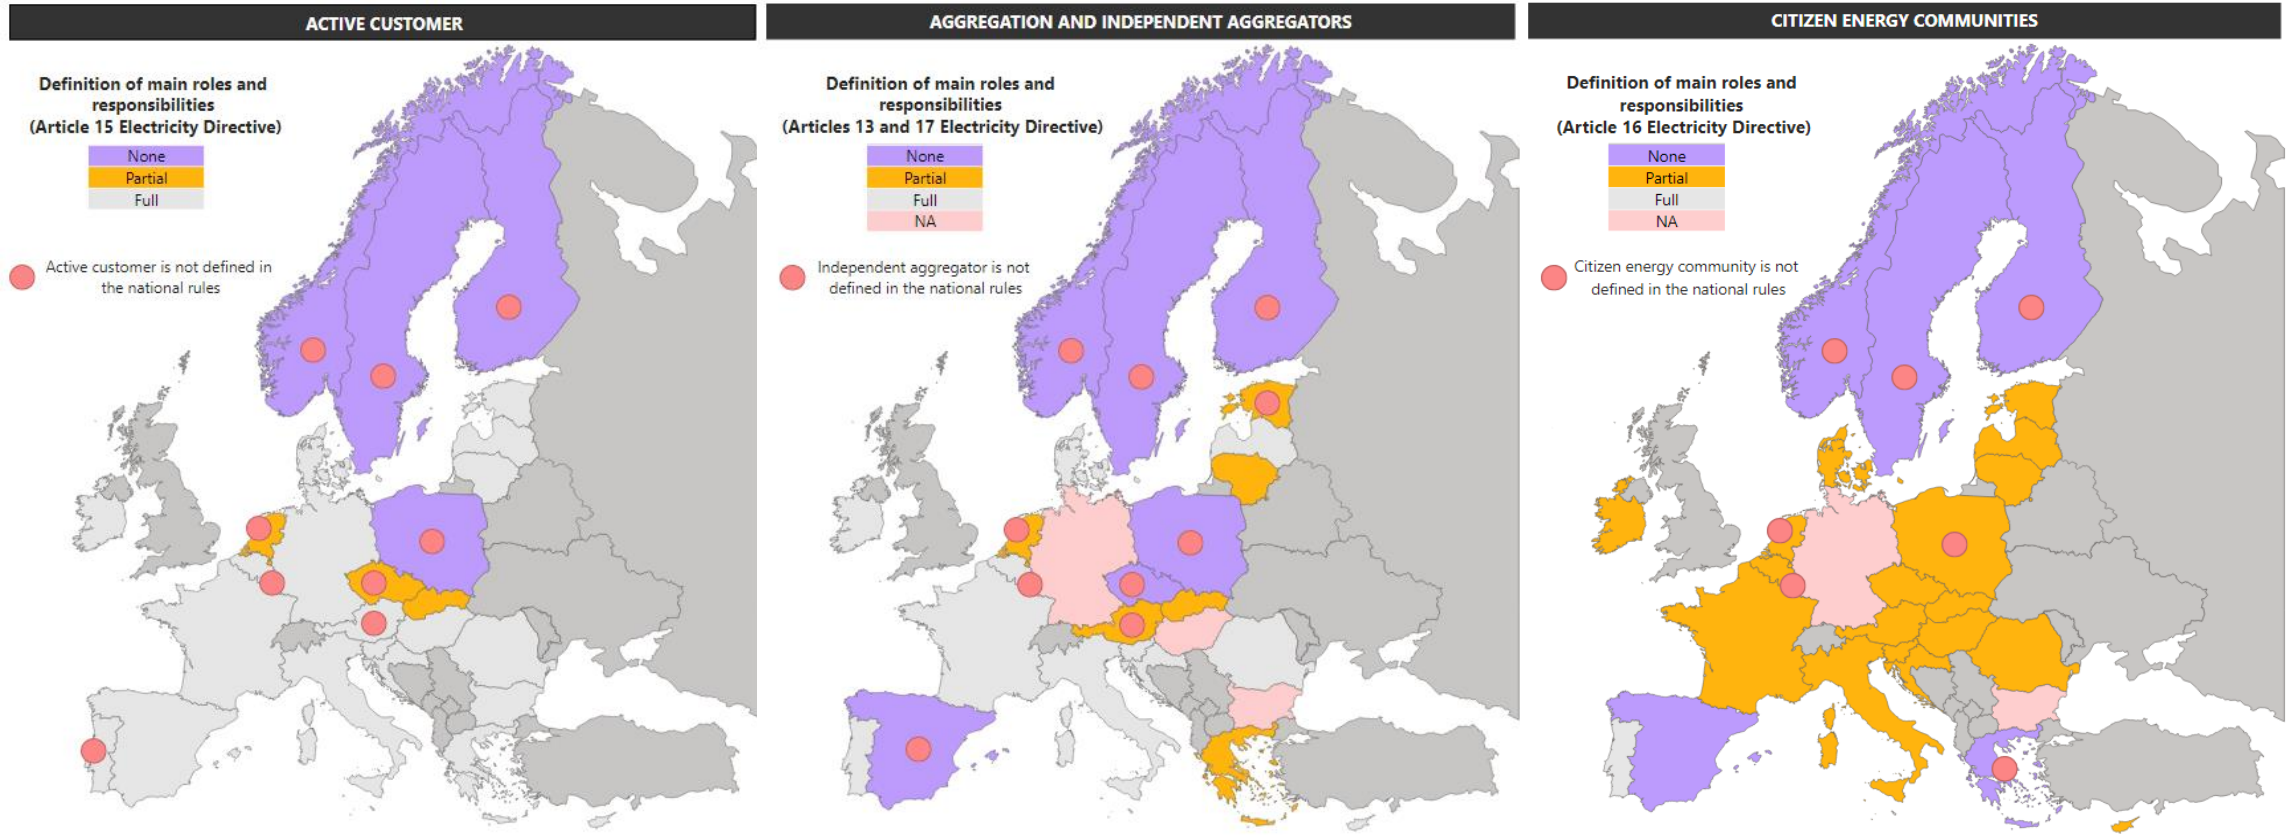 ACTIVE CUSTOMER
Definition of main roles and
responsibilities
(Article 15 Electricity Directive)
None
Partial
Full
Active customer is not defined in
the national rules
AGGREGATION AND INDEPENDENT AGGREGATORS
Definition of main roles and
responsibilities
(Articles 13 and 17 Electricity Directive)
None
Partial
Full
NA
Independent aggregator is not
defined in the national rules
CITIZEN ENERGY COMMUNITIES
Definition of main roles and
responsibilities
(Article 16 Electricity Directive)
None
Partial
Full
NA
Citizen energy community is not
defined in the national rules